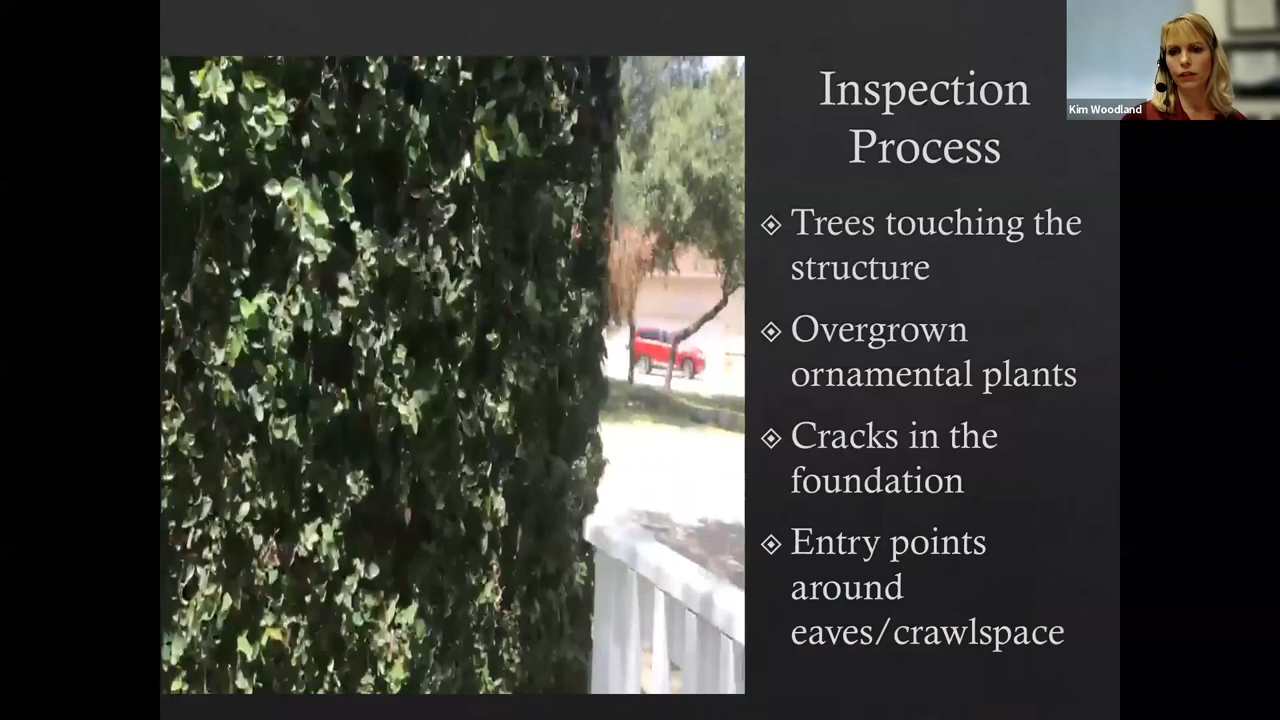 Inspection
Process
Trees touching the
structure
Overgrown
ornamental plants
Cracks in the
foundation
Entry points
around
eaves/crawlspace
Kim Woodland